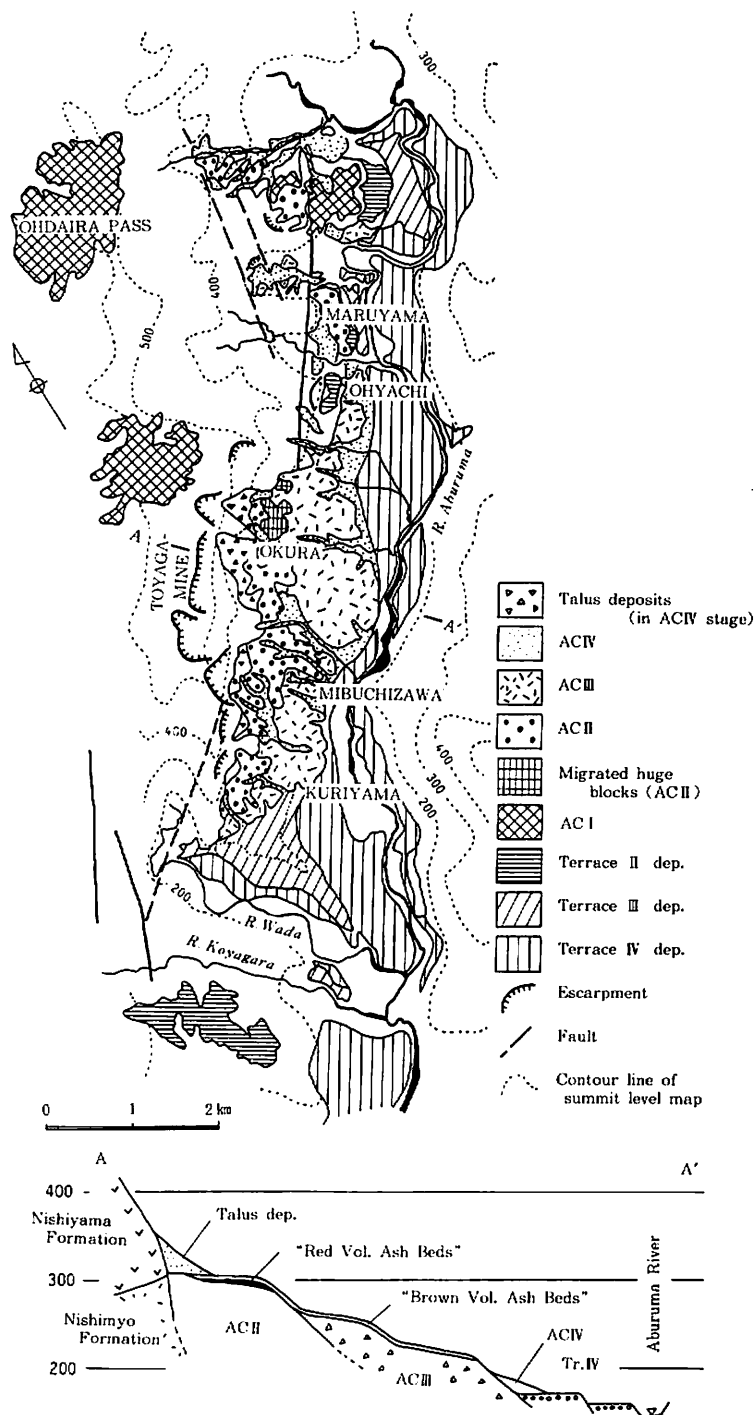 300
OHDAIRA PASS
400
500
MARUYAMA
OHYACHI
R. Aburuma
A
TOYAGA-
MINE
OKURA
A'
MIBUCHIZAWA
400
KURIYAMA
400
300
200
200
R. Wada
R. Koyagara
0 1 2 km
Talus deposits
(in ACⅣ stage)
ACⅣ
ACⅢ
ACⅡ
Migrated huge
blocks (ACⅡ)
ACⅠ
Terrace Ⅱ dep.
Terrace Ⅲ dep.
Terrace Ⅳ dep.
Escarpment
Fault
Contour line of
summit level map
A A'
400
Nishiyama
Formation
Talus dep.
"Red Vol. Ash Beds"
300
"Brown Vol. Ash Beds"
Nishimyo
Formation
ACⅡ
ACⅢ
ACⅣ
Tr.Ⅳ
200
Aburuma River